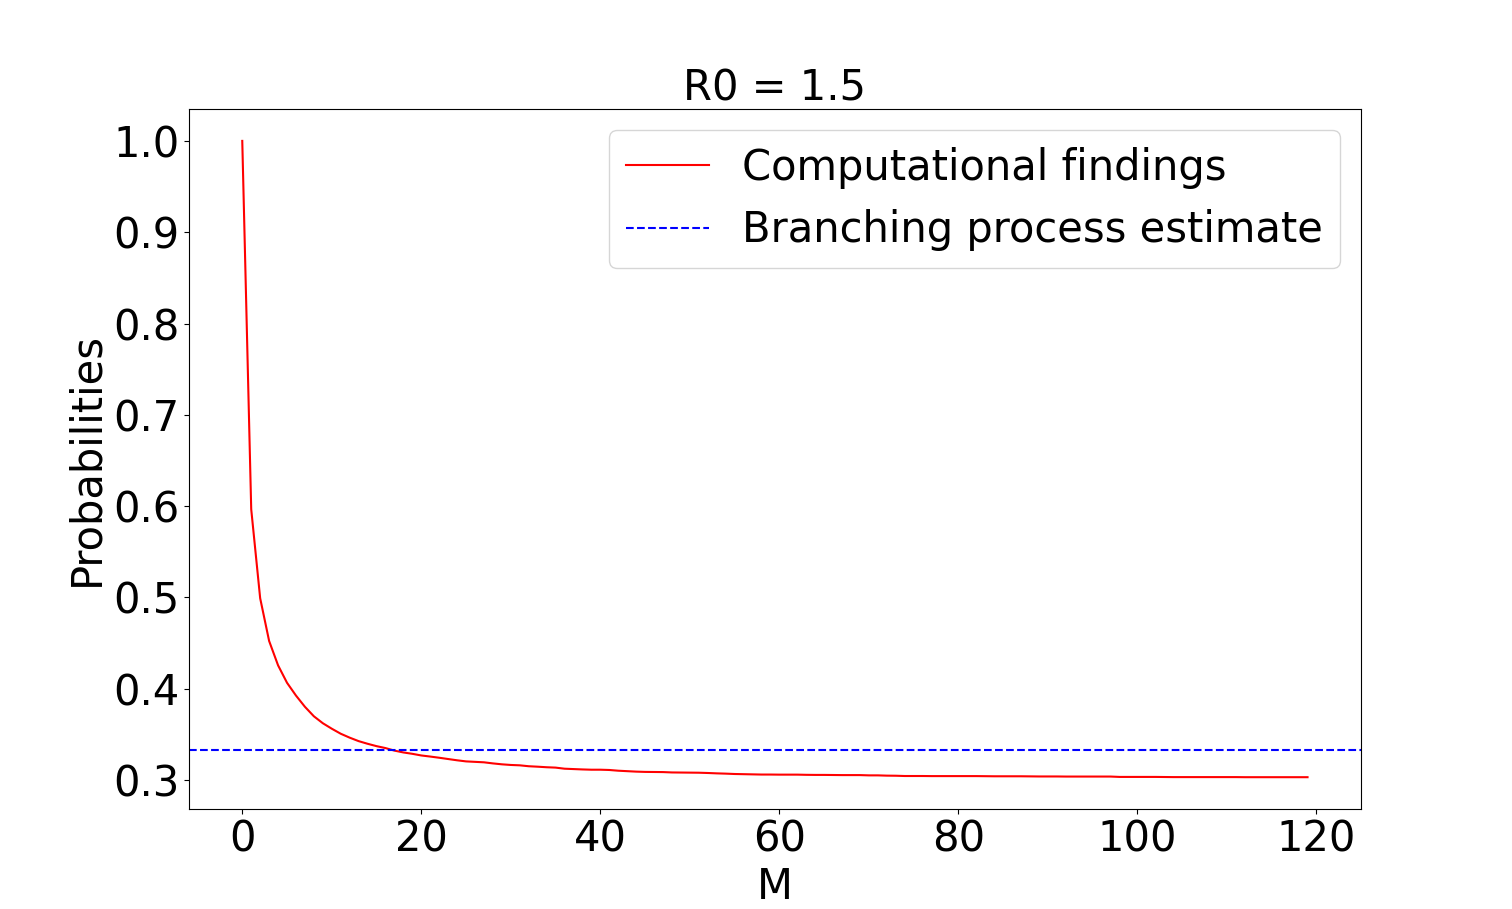 R0 = 1.5
Computational findings
Branching process estimate
Probabilities
1.0
0.9
0.8
0.7
0.6
0.5
0.4
0.3
0 20 40 60 80 100 120
M